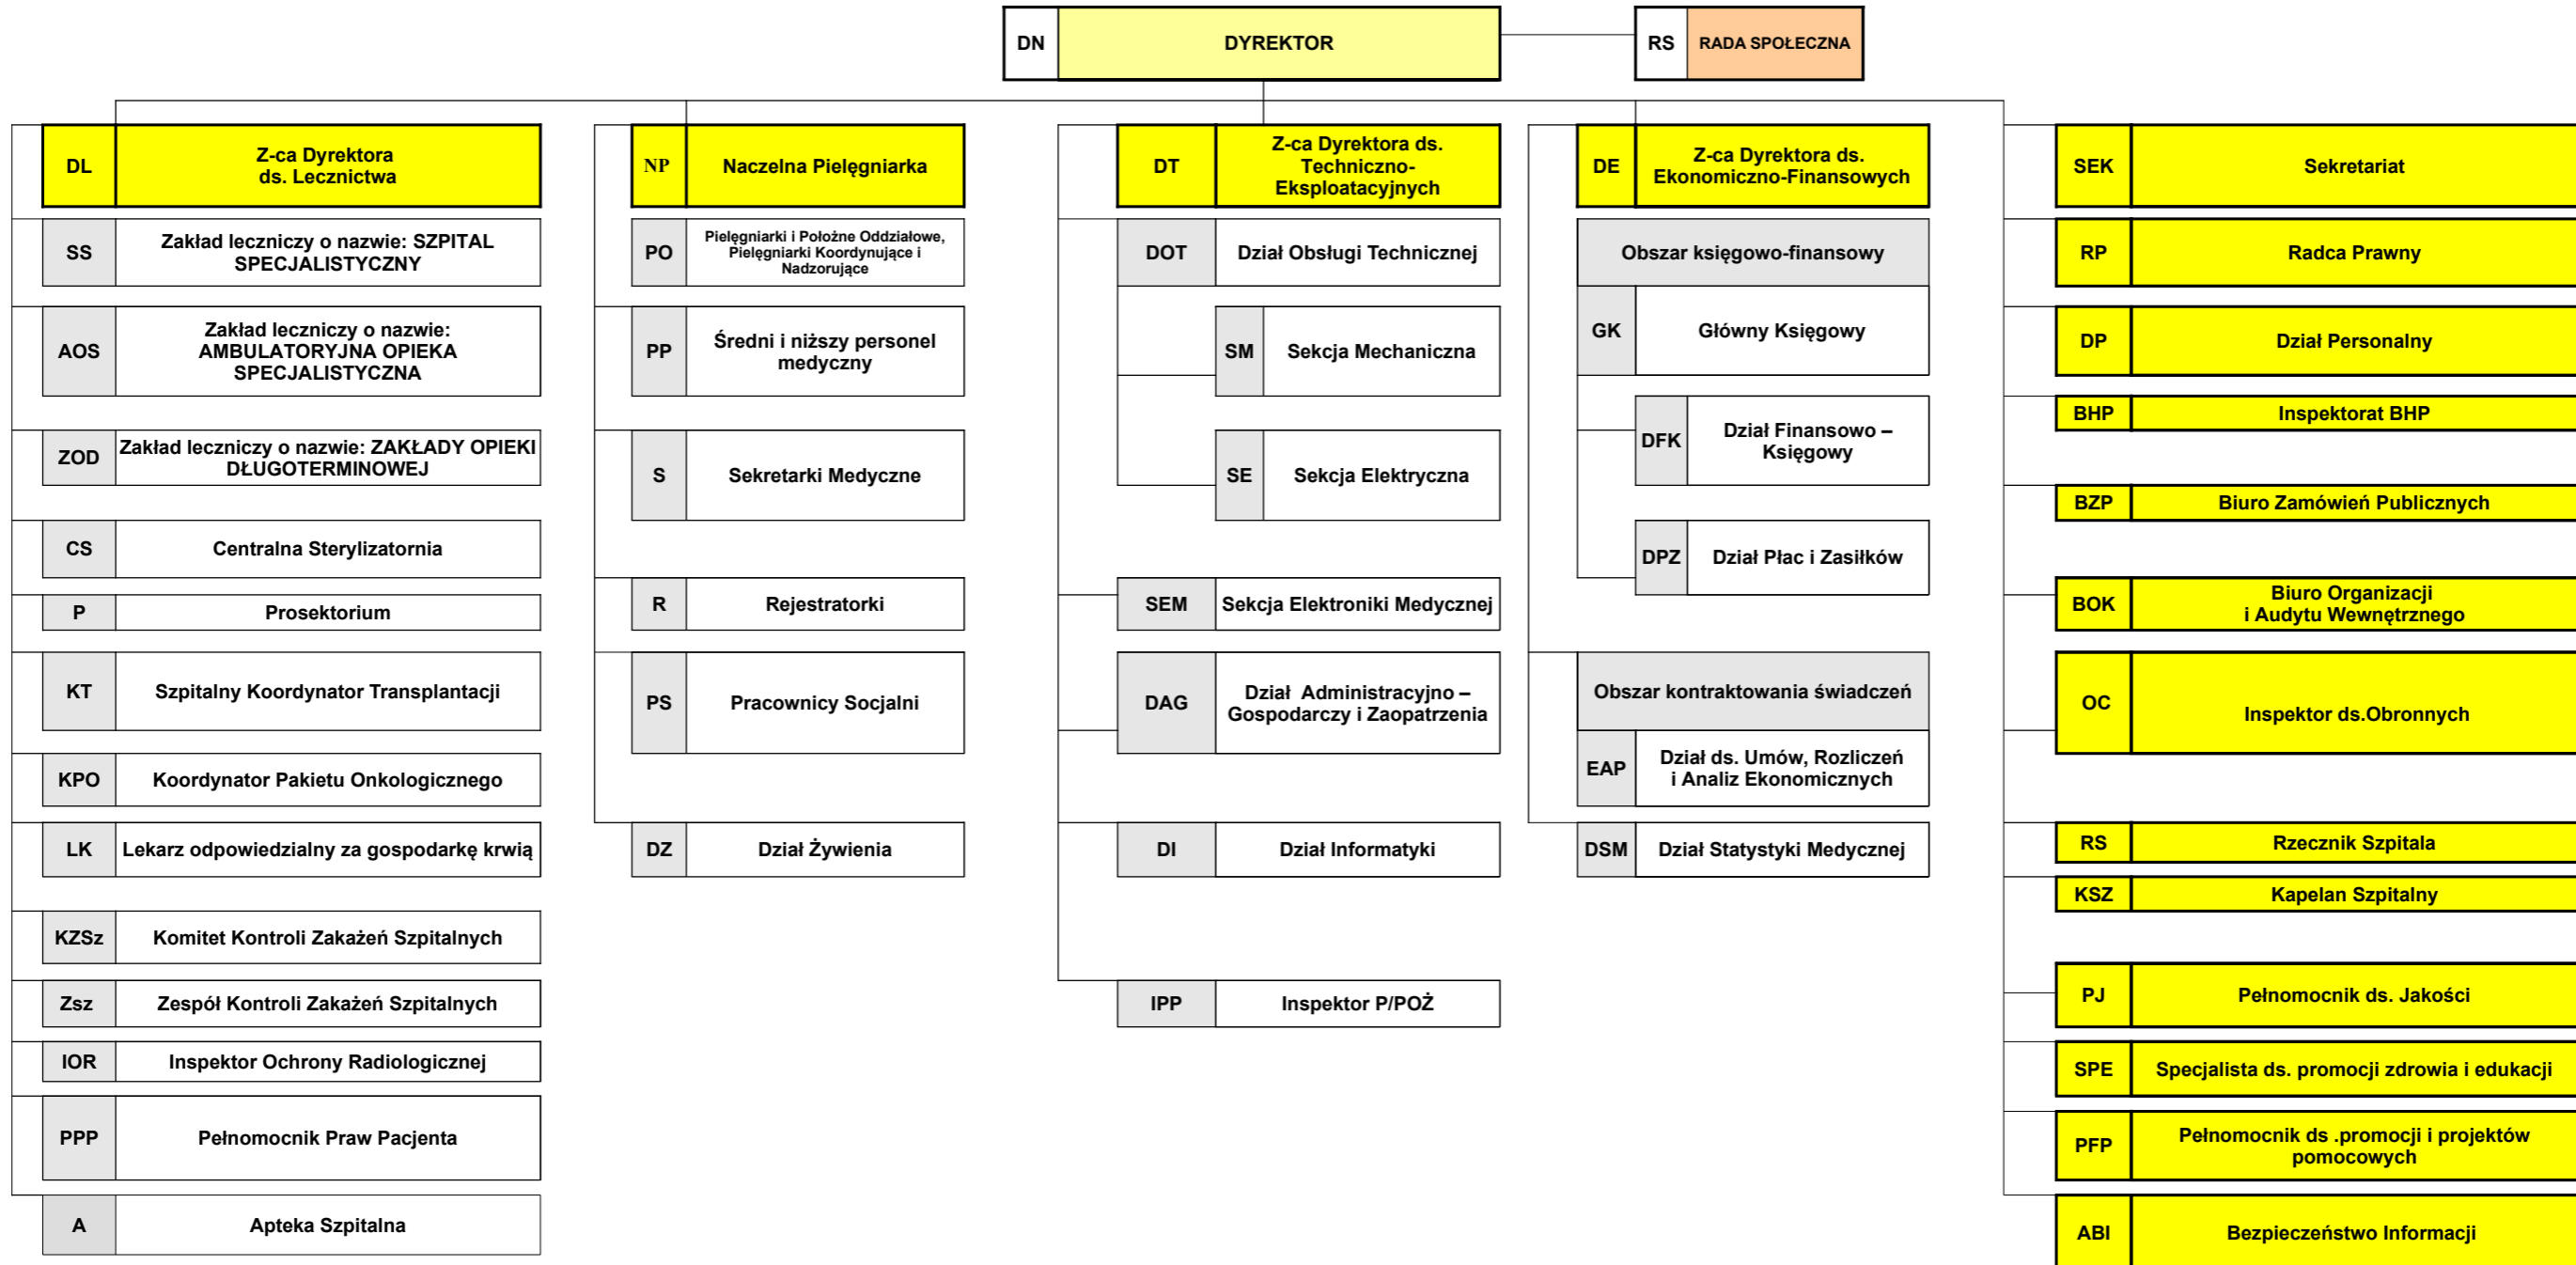 DN
DYREKTOR
RS
RADA SPOŁECZNA
DL
Z-ca Dyrektora
ds. Lecznictwa
SS
Zakład leczniczy o nazwie: SZPITAL
SPECJALISTYCZNY
AOS
Zakład leczniczy o nazwie:
AMBULATORYJNA OPIEKA
SPECJALISTYCZNA
ZOD
Zakład leczniczy o nazwie: ZAKŁADY OPIEKI
DŁUGOTERMINOWEJ
CS
Centralna Sterylizatornia
P
Prosektorium
KT
Szpitalny Koordynator Transplantacji
KPO
Koordynator Pakietu Onkologicznego
LK
Lekarz odpowiedzialny za gospodarkę krwią
KZSz
Komitet Kontroli Zakażeń Szpitalnych
Zsz
Zespół Kontroli Zakażeń Szpitalnych
IOR
Inspektor Ochrony Radiologicznej
PPP
Pełnomocnik Praw Pacjenta
A
Apteka Szpitalna
NP
Naczelna Pielęgniarka
PO
Pielęgniarki i Położne Oddziałowe,
Pielęgniarki Koordynujące i
Nadzorujące
PP
Średni i niższy personel
medyczny
S
Sekretarki Medyczne
R
Rejestratorki
PS
Pracownicy Socjalni
DZ
Dział Żywienia
DT
Z-ca Dyrektora ds.
Techniczno-
Eksploatacyjnych
DOT
Dział Obsługi Technicznej
SM
Sekcja Mechaniczna
SE
Sekcja Elektryczna
SEM
Sekcja Elektroniki Medycznej
DAG
Dział Administracyjno –
Gospodarczy i Zaopatrzenia
DI
Dział Informatyki
IPP
Inspektor P/POŻ
DE
Z-ca Dyrektora ds.
Ekonomiczno-Finansowych
Obszar księgowo-finansowy
GK
Główny Księgowy
DFK
Dział Finansowo –
Księgowy
DPZ
Dział Płac i Zasiłków
Obszar kontraktowania świadczeń
EAP
Dział ds. Umów, Rozliczeń
i Analiz Ekonomicznych
DSM
Dział Statystyki Medycznej
SEK
Sekretariat
RP
Radca Prawny
DP
Dział Personalny
BHP
Inspektorat BHP
BZP
Biuro Zamówień Publicznych
BOK
Biuro Organizacji
i Audytu Wewnętrznego
OC
Inspektor ds.Obronnych
RS
Rzecznik Szpitala
KSZ
Kapelan Szpitalny
PJ
Pełnomocnik ds. Jakości
SPE
Specjalista ds. promocji zdrowia i edukacji
PFP
Pełnomocnik ds .promocji i projektów
pomocowych
ABI
Bezpieczeństwo Informacji